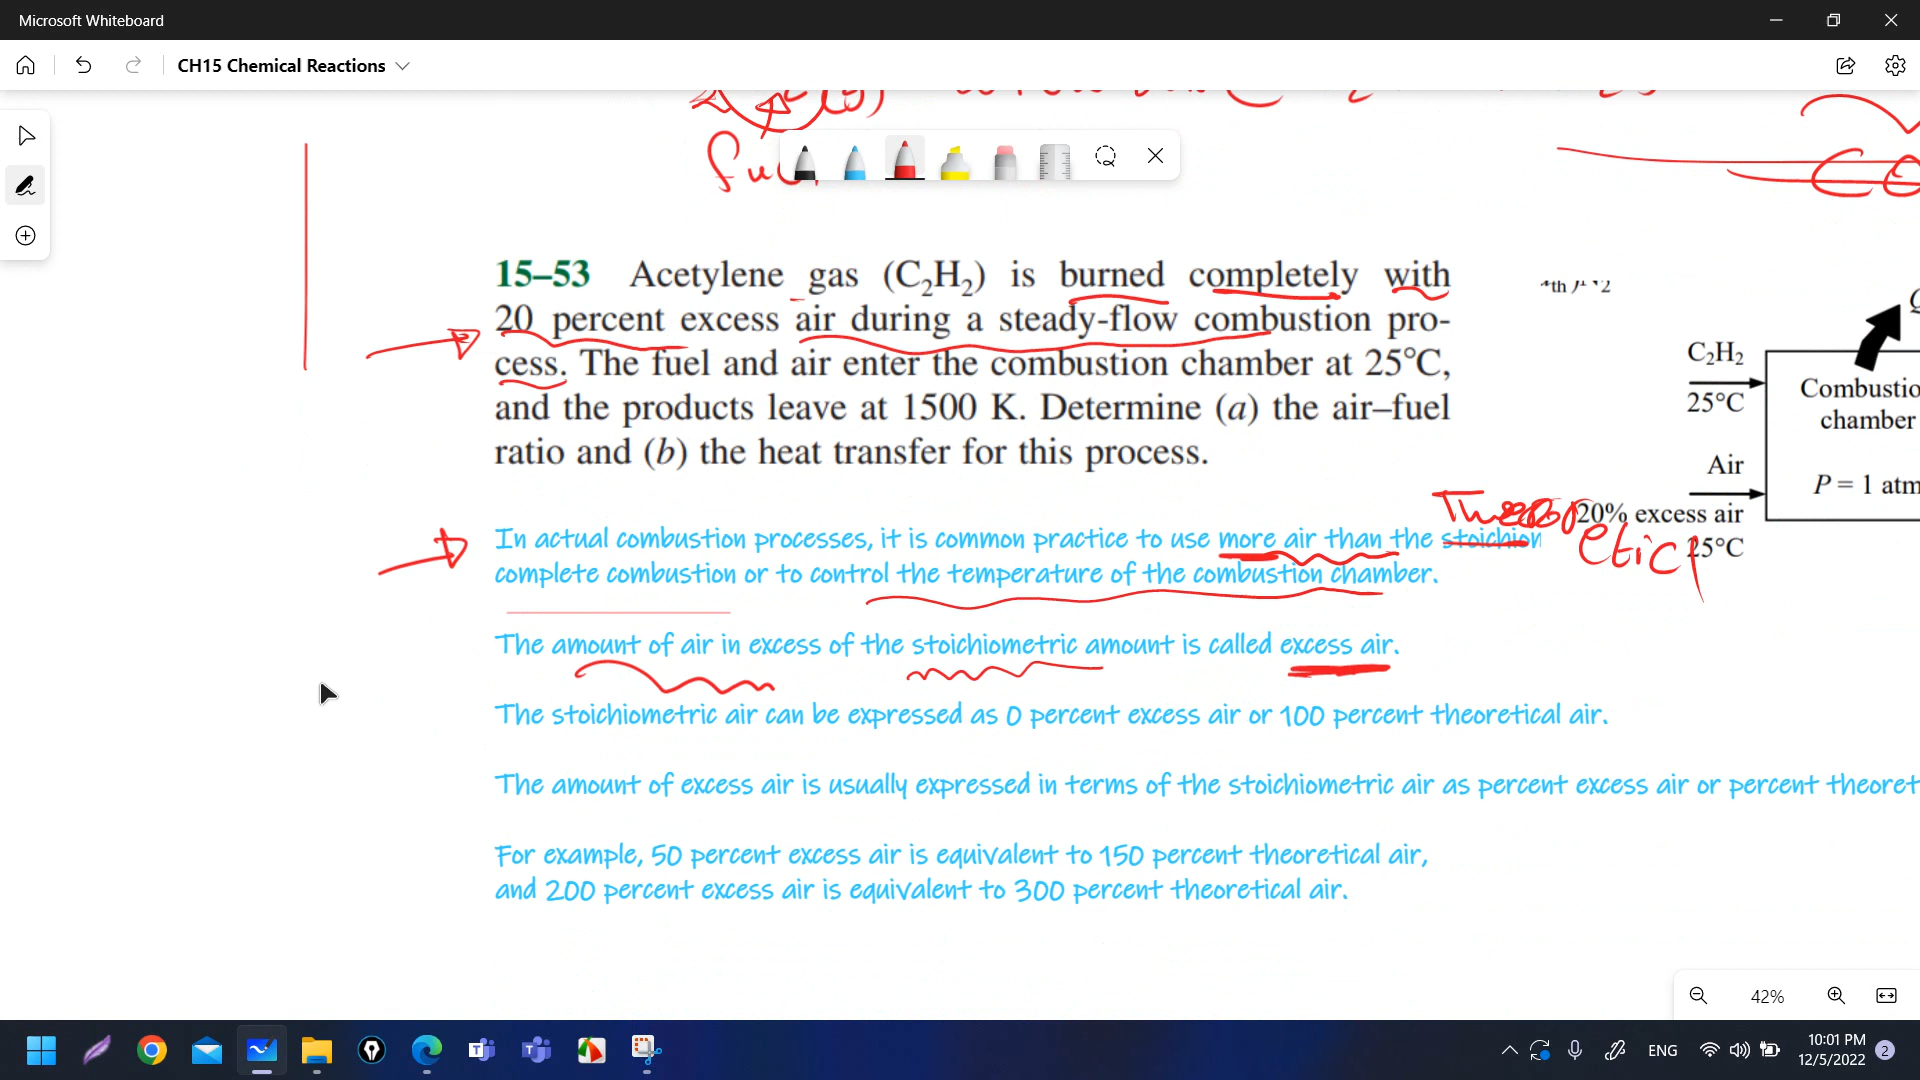 Microsoft Whiteboard
CH15 Chemical Reactions
15–53 Acetylene gas (C₂H₂) is burned completely with
20 percent excess air during a steady-flow combustion pro-
cess. The fuel and air enter the combustion chamber at 25°C,
and the products leave at 1500 K. Determine (a) the air–fuel
ratio and (b) the heat transfer for this process.
C₂H₂
25°C
Combustio
chamber
Air
P = 1 atm
20% excess air
25°C
Theor
etical
In actual combustion processes, it is common practice to use more air than the stoichion
complete combustion or to control the temperature of the combustion chamber.
The amount of air in excess of the stoichiometric amount is called excess air.
The stoichiometric air can be expressed as 0 percent excess air or 100 percent theoretical air.
The amount of excess air is usually expressed in terms of the stoichiometric air as percent excess air or percent theoret
For example, 50 percent excess air is equivalent to 150 percent theoretical air,
and 200 percent excess air is equivalent to 300 percent theoretical air.
42%
ENG
10:01 PM
12/5/2022
2